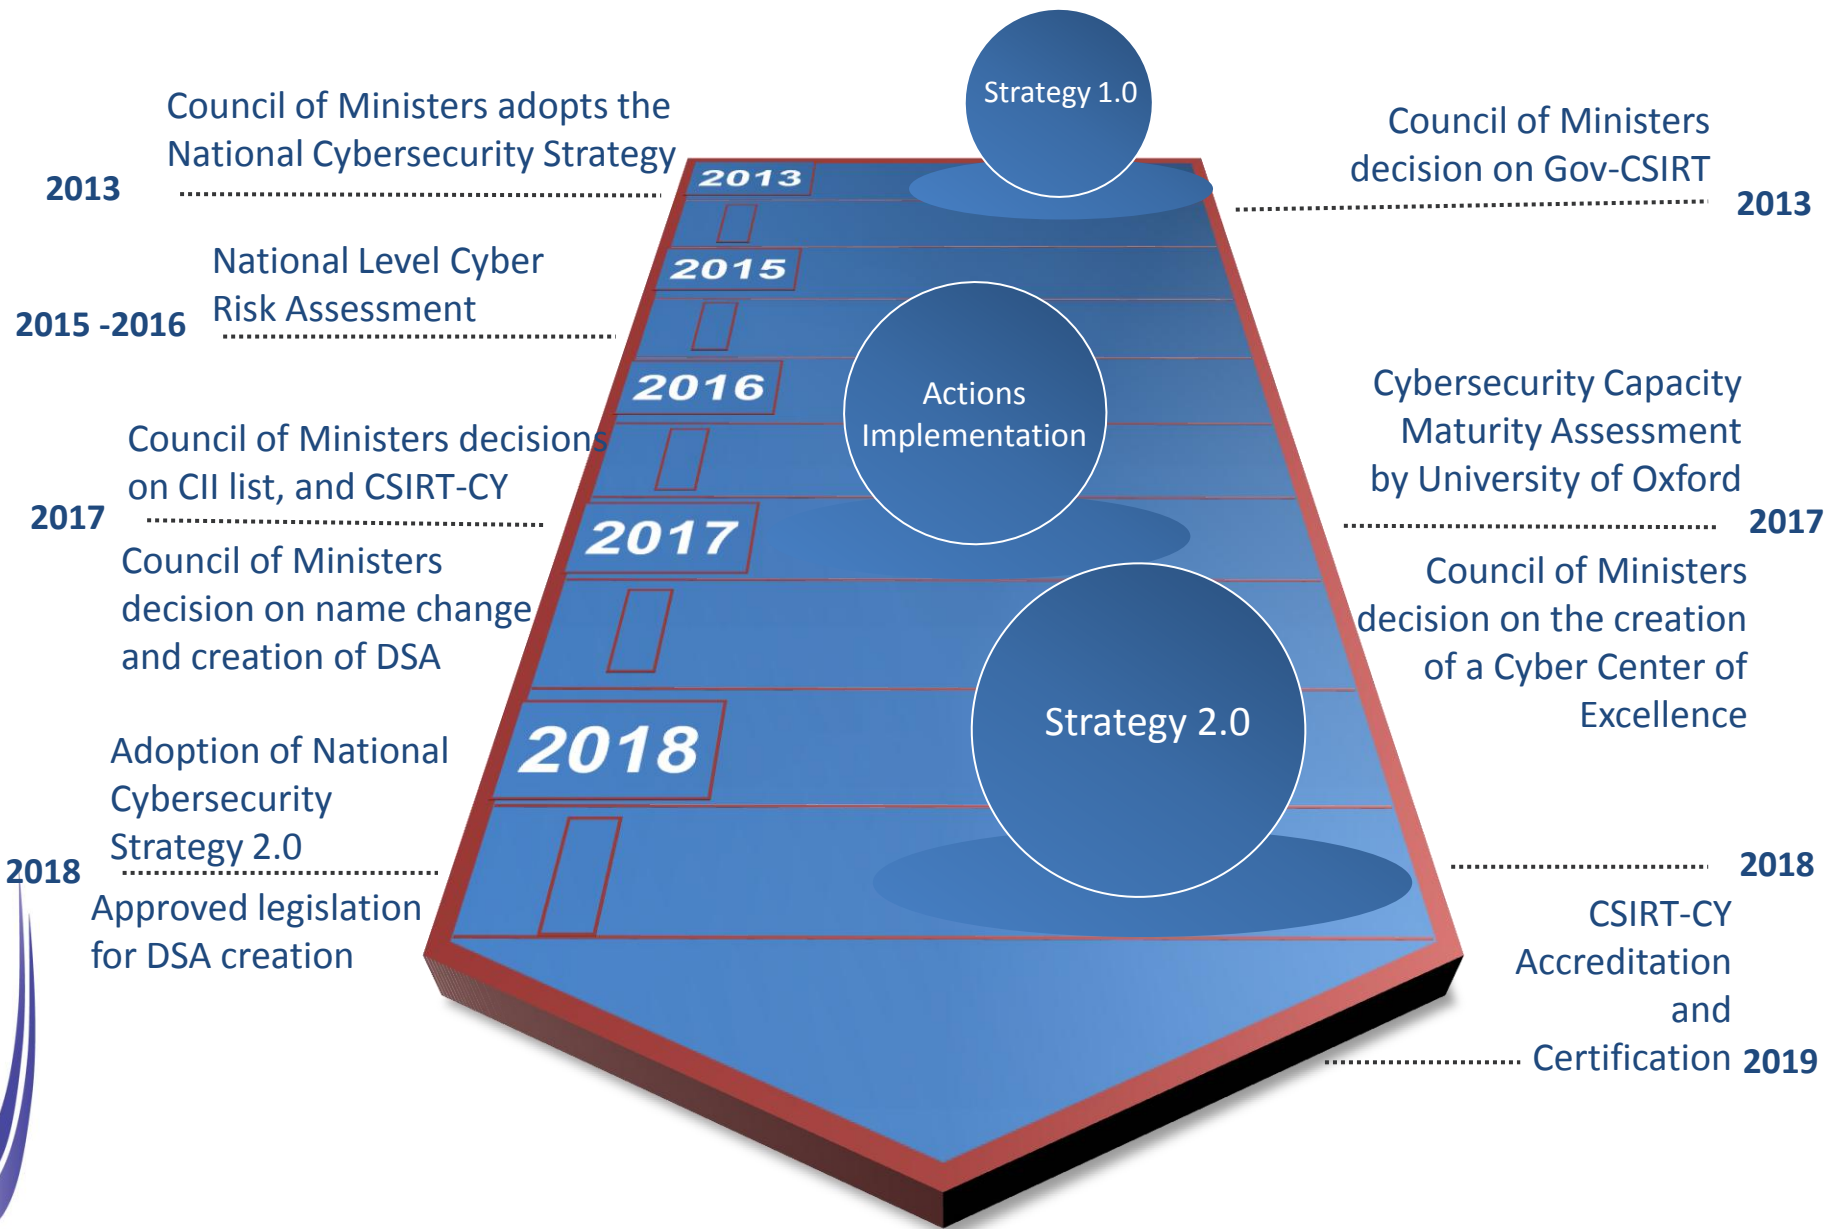 Strategy 1.0
Council of Ministers adopts the
National Cybersecurity Strategy
2013
2013
Council of Ministers
decision on Gov-CSIRT
2013
National Level Cyber
Risk Assessment
2015 -2016
2015
2016
Actions
Implementation
Council of Ministers decisions
on CII list, and CSIRT-CY
2017
Council of Ministers
decision on name change
and creation of DSA
2017
Cybersecurity Capacity
Maturity Assessment
by University of Oxford
2017
Council of Ministers
decision on the creation
of a Cyber Center of
Excellence
2018
Strategy 2.0
Adoption of National
Cybersecurity
Strategy 2.0
2018
Approved legislation
for DSA creation
2018
CSIRT-CY
Accreditation
and
Certification 2019